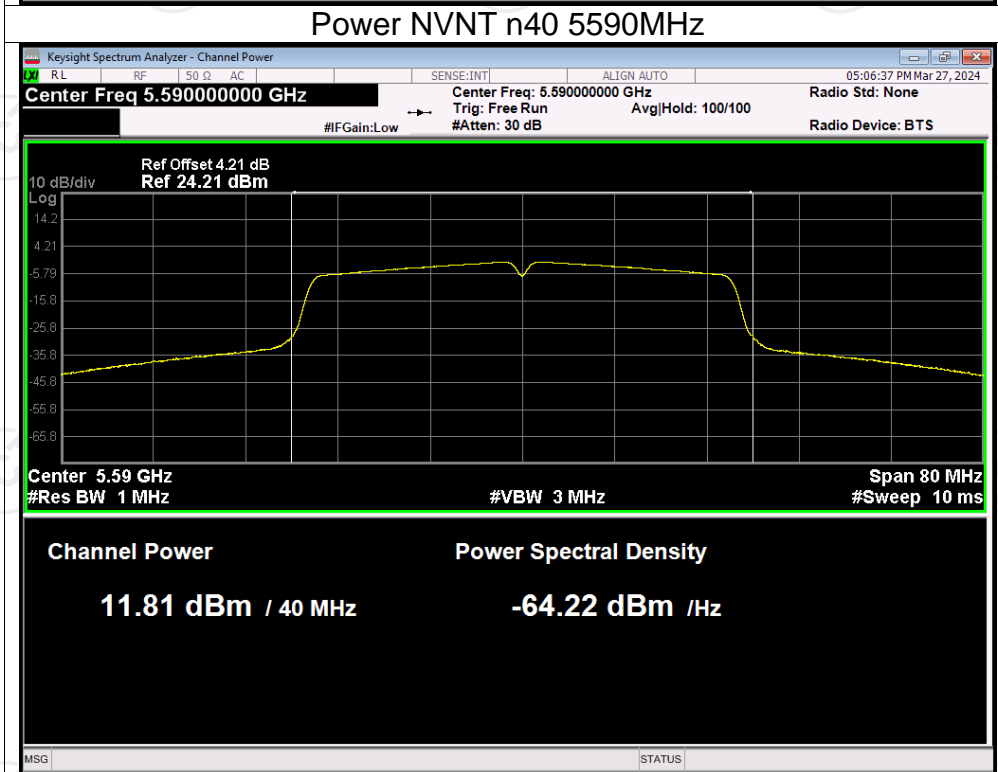 Power NVNT n40 5590MHz
Keysight Spectrum Analyzer - Channel Power
LXI RL RF 50 Ω AC SENSE:INT ALIGN AUTO 05:06:37 PM Mar 27, 2024
Center Freq 5.590000000 GHz Center Freq: 5.590000000 GHz Radio Std: None
Trig: Free Run Avg|Hold: 100/100
#IFGain:Low #Atten: 30 dB Radio Device: BTS
Ref Offset 4.21 dB
10 dB/div Ref 24.21 dBm
Log
14.2
4.21
-5.79
-15.8
-25.8
-35.8
-45.8
-55.8
-65.8
Center 5.59 GHz Span 80 MHz
#Res BW 1 MHz #VBW 3 MHz #Sweep 10 ms
Channel Power Power Spectral Density
11.81 dBm / 40 MHz -64.22 dBm /Hz
MSG STATUS